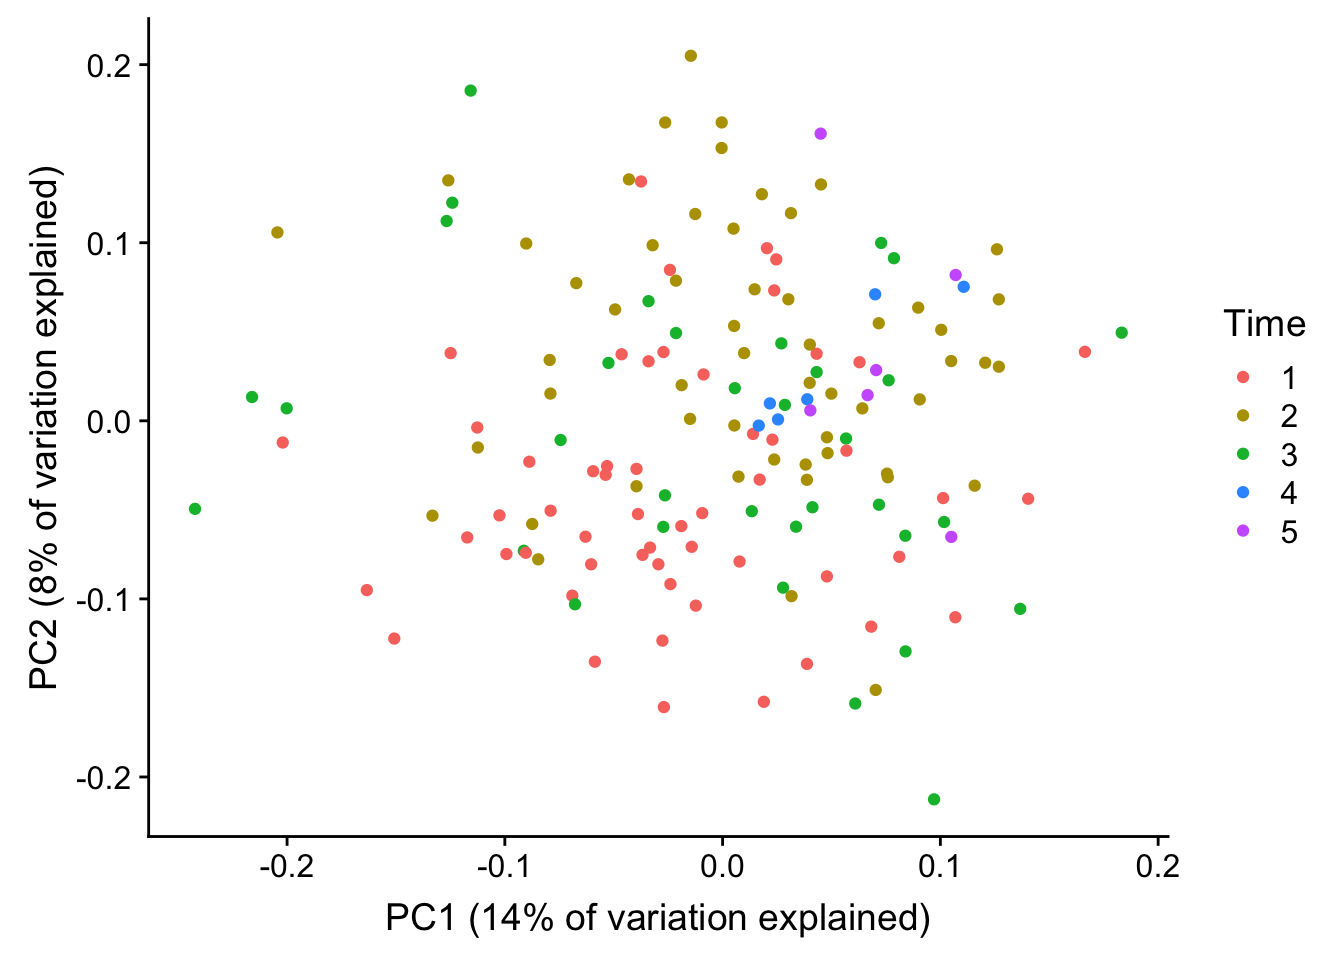 0.2
0.1
0.0
-0.1
-0.2
PC2 (8% of variation explained)
-0.2 -0.1 0.0 0.1 0.2
PC1 (14% of variation explained)
Time
1
2
3
4
5